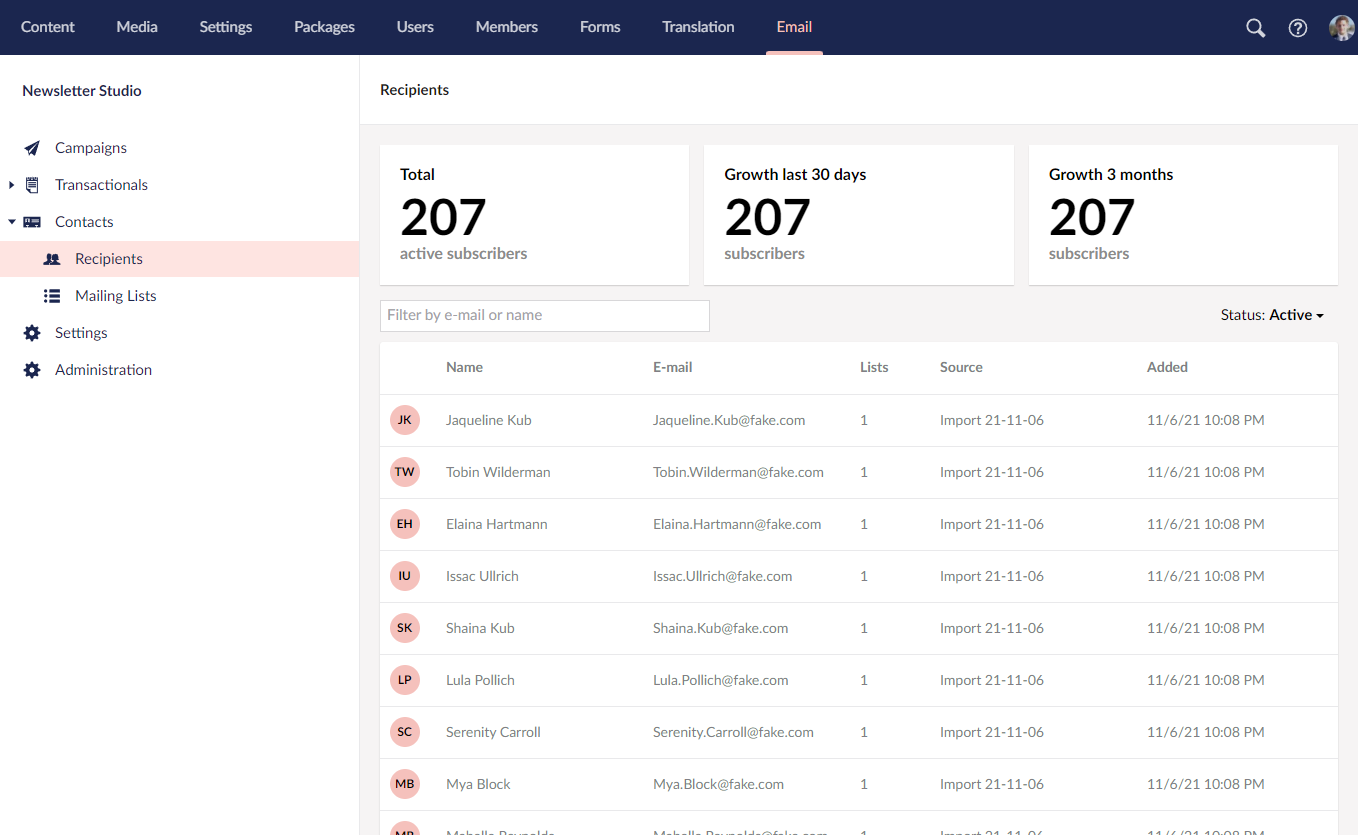 Content Media Settings Packages Users Members Forms Translation Email
Newsletter Studio
Campaigns
Transactionals
Contacts
Recipients
Mailing Lists
Settings
Administration
Recipients
Total
207
active subscribers
Growth last 30 days
207
subscribers
Growth 3 months
207
subscribers
Filter by e-mail or name
Status: Active
Name E-mail Lists Source Added
JK Jaqueline Kub Jaqueline.Kub@fake.com 1 Import 21-11-06 11/6/21 10:08 PM
TW Tobin Wilderman Tobin.Wilderman@fake.com 1 Import 21-11-06 11/6/21 10:08 PM
EH Elaina Hartmann Elaina.Hartmann@fake.com 1 Import 21-11-06 11/6/21 10:08 PM
IU Issac Ullrich Issac.Ullrich@fake.com 1 Import 21-11-06 11/6/21 10:08 PM
SK Shaina Kub Shaina.Kub@fake.com 1 Import 21-11-06 11/6/21 10:08 PM
LP Lula Pollich Lula.Pollich@fake.com 1 Import 21-11-06 11/6/21 10:08 PM
SC Serenity Carroll Serenity.Carroll@fake.com 1 Import 21-11-06 11/6/21 10:08 PM
MB Mya Block Mya.Block@fake.com 1 Import 21-11-06 11/6/21 10:08 PM